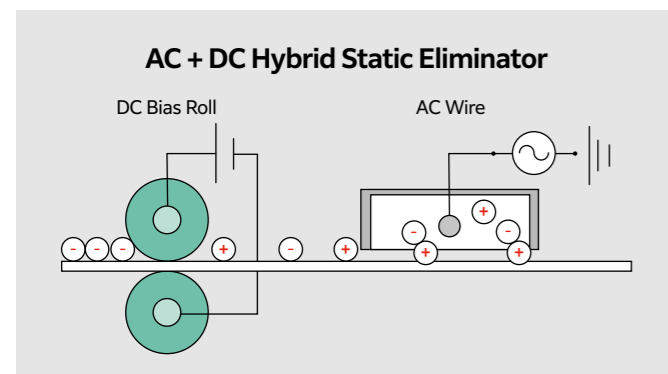 AC + DC Hybrid Static Eliminator
DC Bias Roll
AC Wire
- - - + - + - + - +
+ +